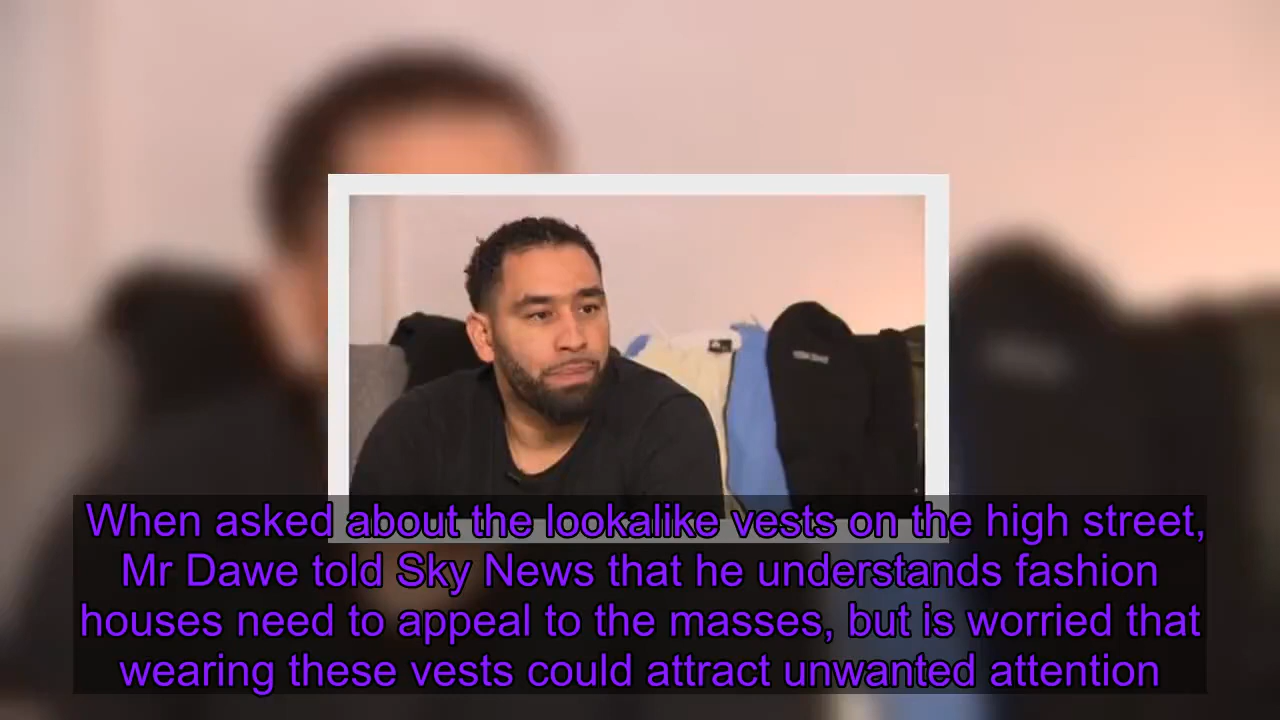 When asked about the lookalike vests on the high street,
Mr Dawe told Sky News that he understands fashion
houses need to appeal to the masses, but is worried that
wearing these vests could attract unwanted attention